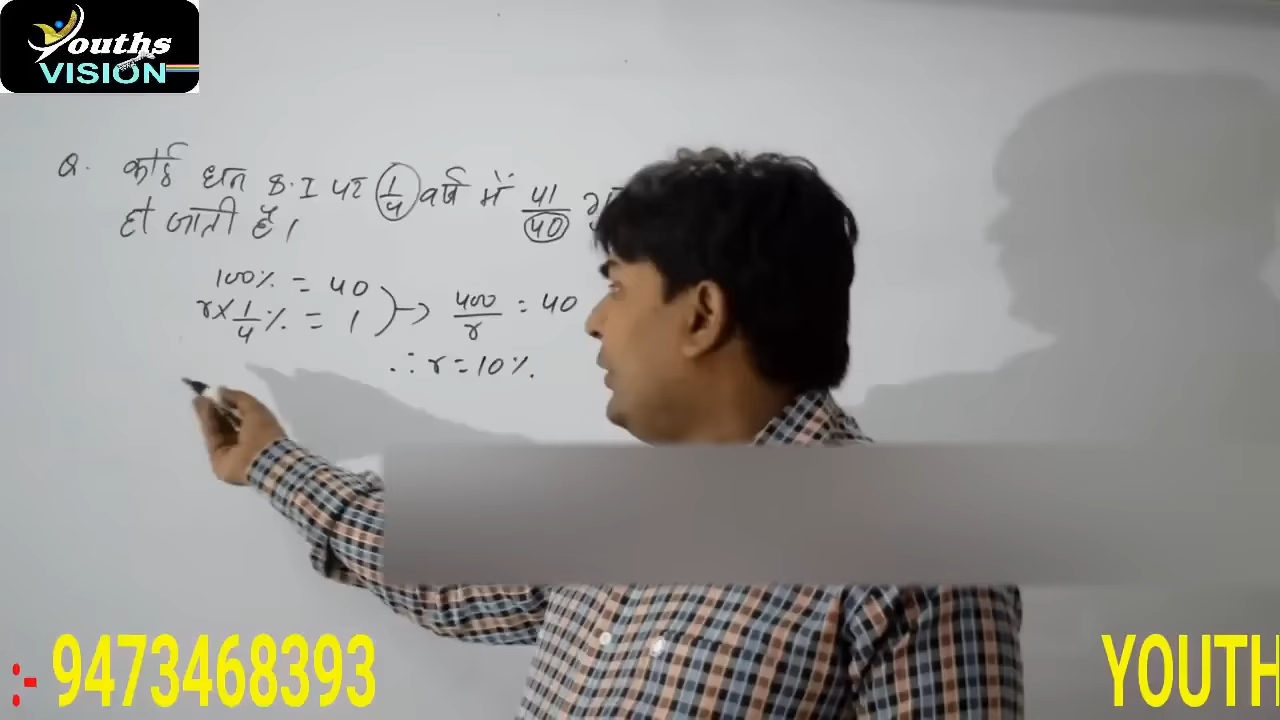 Youths
VISION
Q. कोई धन S.I पर 1/4 वर्ष में 41/40
हो जाती है।
100% = 40
r×1/4% = 1 → 400/r = 40
∴ r = 10%.
:- 9473468393
YOUTH